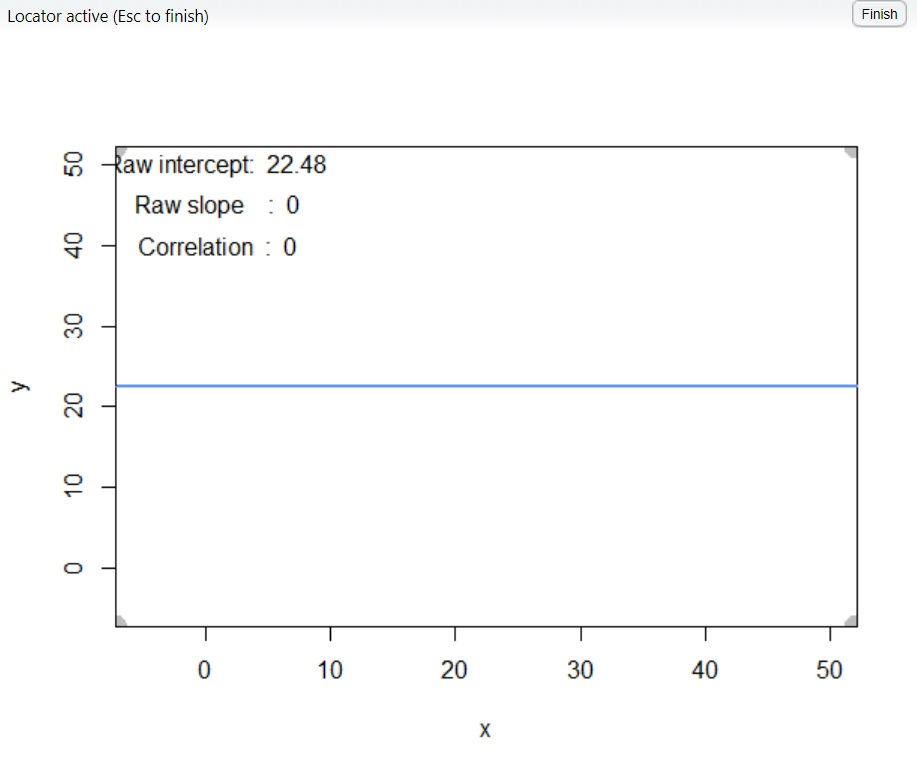 Locator active (Esc to finish)
Finish
Raw intercept: 22.48
Raw slope : 0
Correlation : 0
50
40
30
20
10
0
y
0 10 20 30 40 50
x